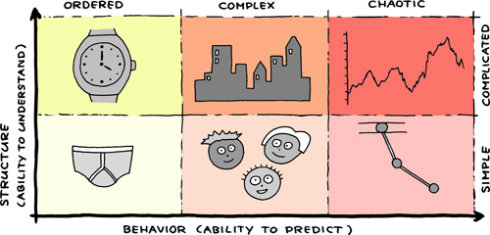 ORDERED COMPLEX CHAOTIC
STRUCTURE
(ABILITY TO UNDERSTAND)
COMPLICATED
SIMPLE
BEHAVIOR (ABILITY TO PREDICT)